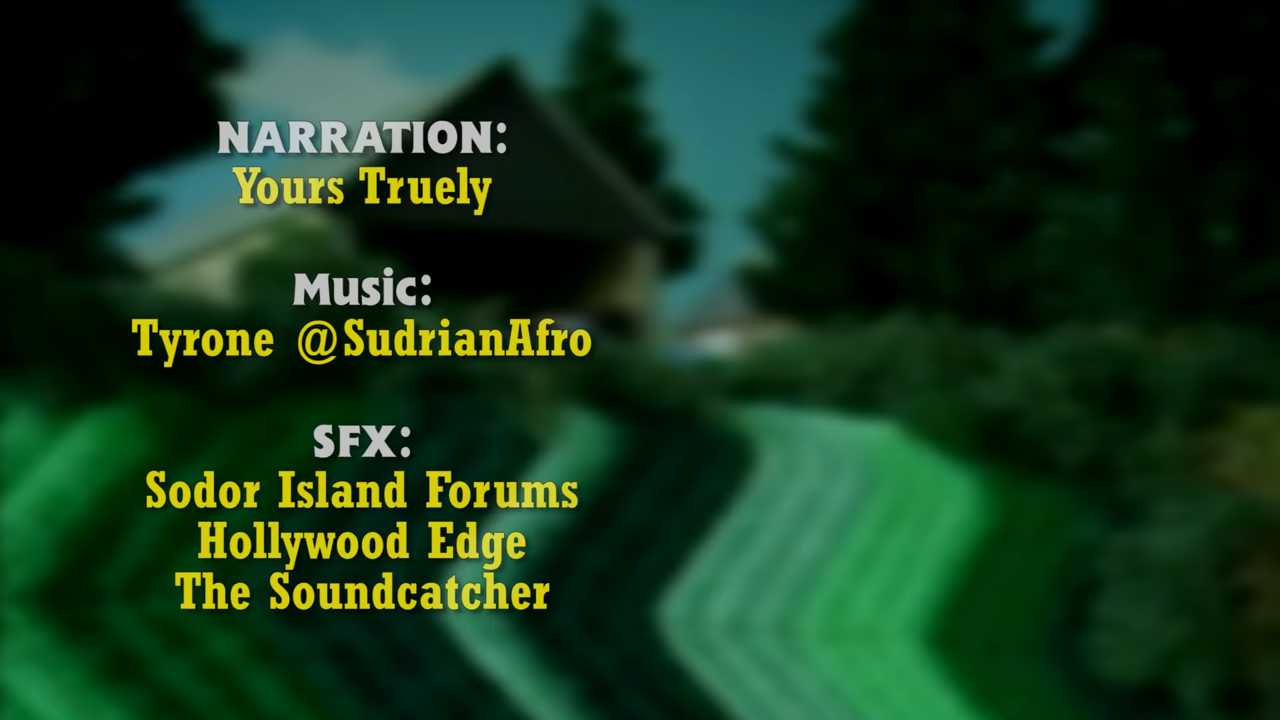 NARRATION:
Yours Truely
Music:
Tyrone @SudrianAfro
SFX:
Sodor Island Forums
Hollywood Edge
The Soundcatcher